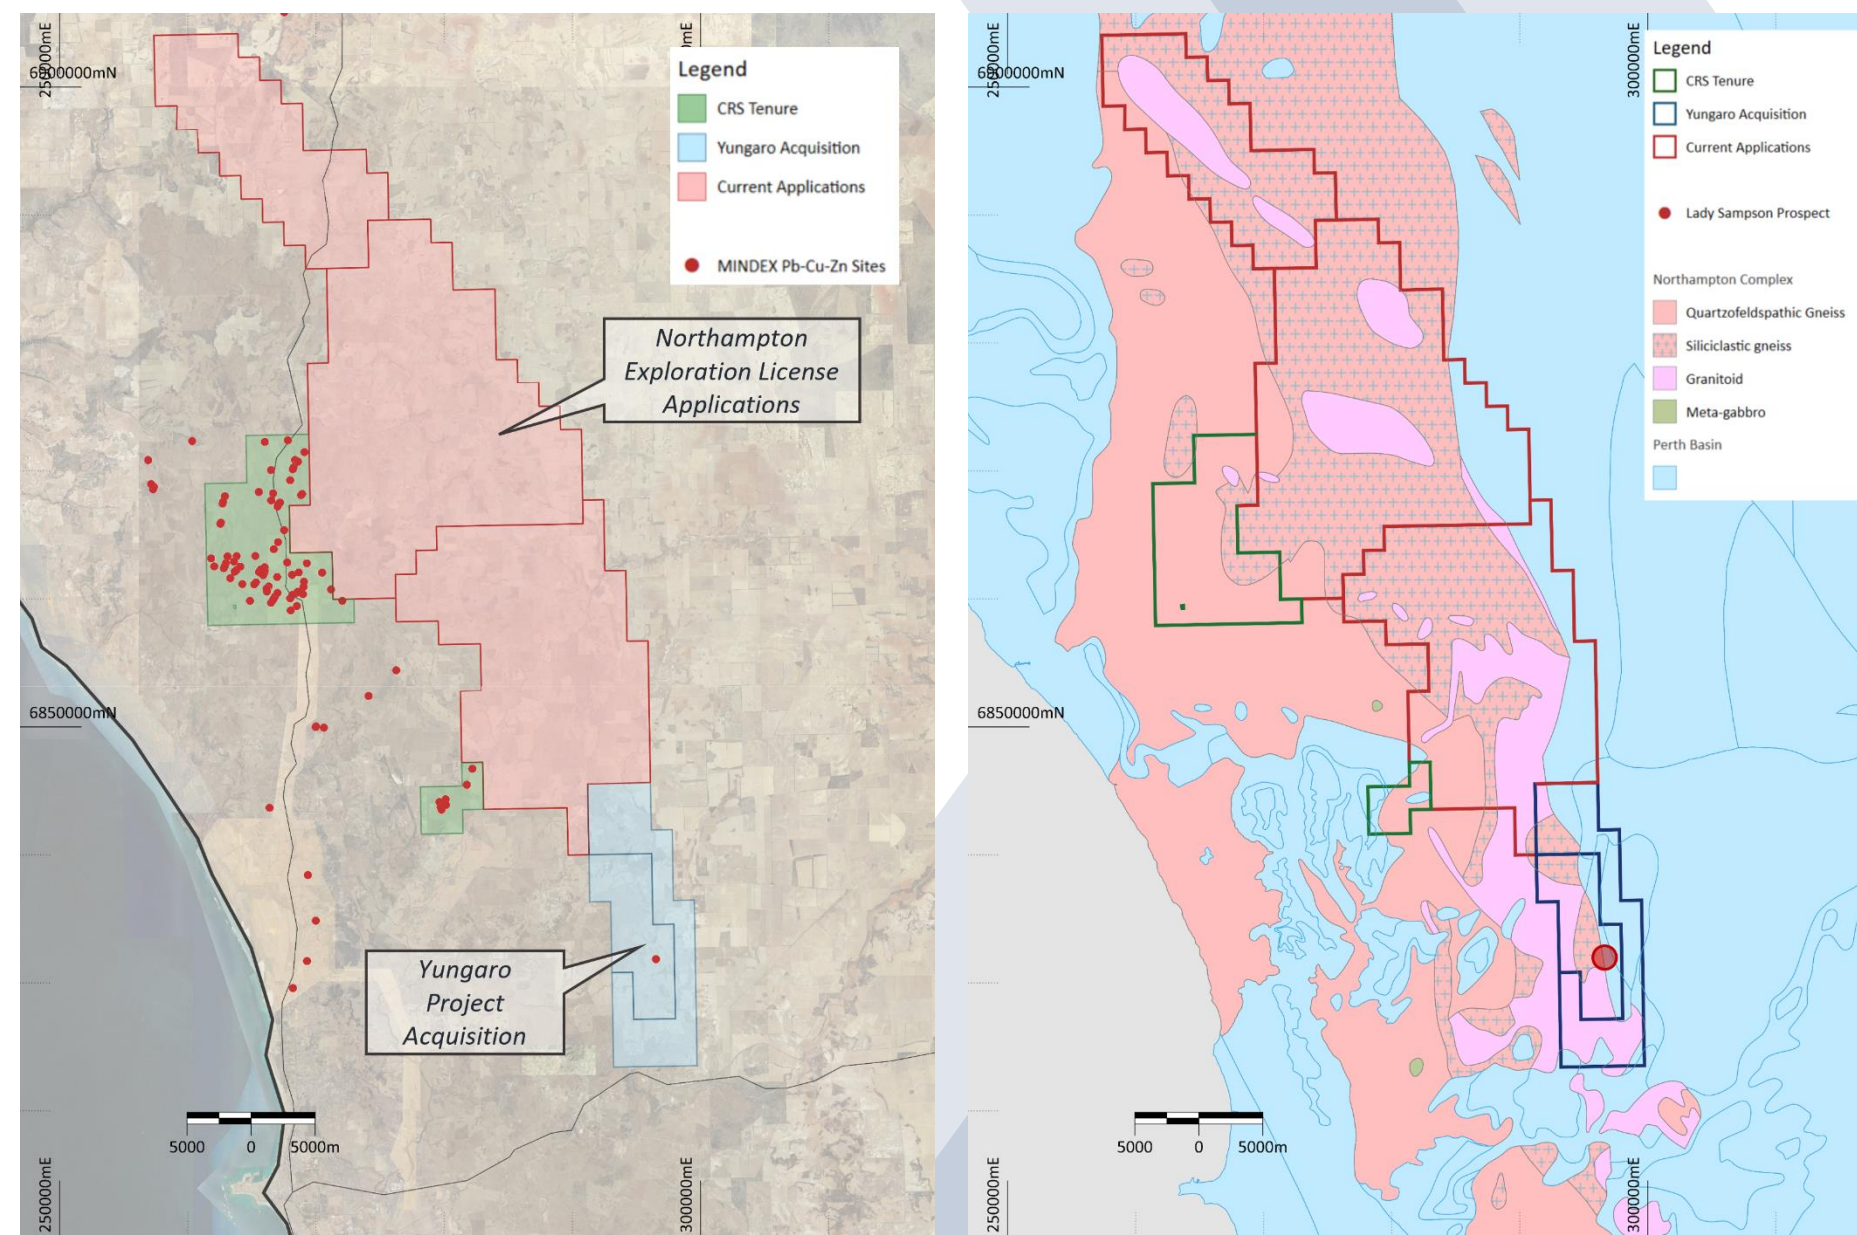 250000mE
300000mE
6900000mN
Legend
CRS Tenure
Yungaro Acquisition
Current Applications
MINDEX Pb-Cu-Zn Sites
Northampton
Exploration License
Applications
6850000mN
Yungaro
Project
Acquisition
5000 0 5000m
250000mE
300000mE
250000mE
300000mE
6900000mN
Legend
CRS Tenure
Yungaro Acquisition
Current Applications
Lady Sampson Prospect
Northampton Complex
Quartzofeldspathic Gneiss
Siliciclastic gneiss
Granitoid
Meta-gabbro
Perth Basin
6850000mN
5000 0 5000m
250000mE
300000mE